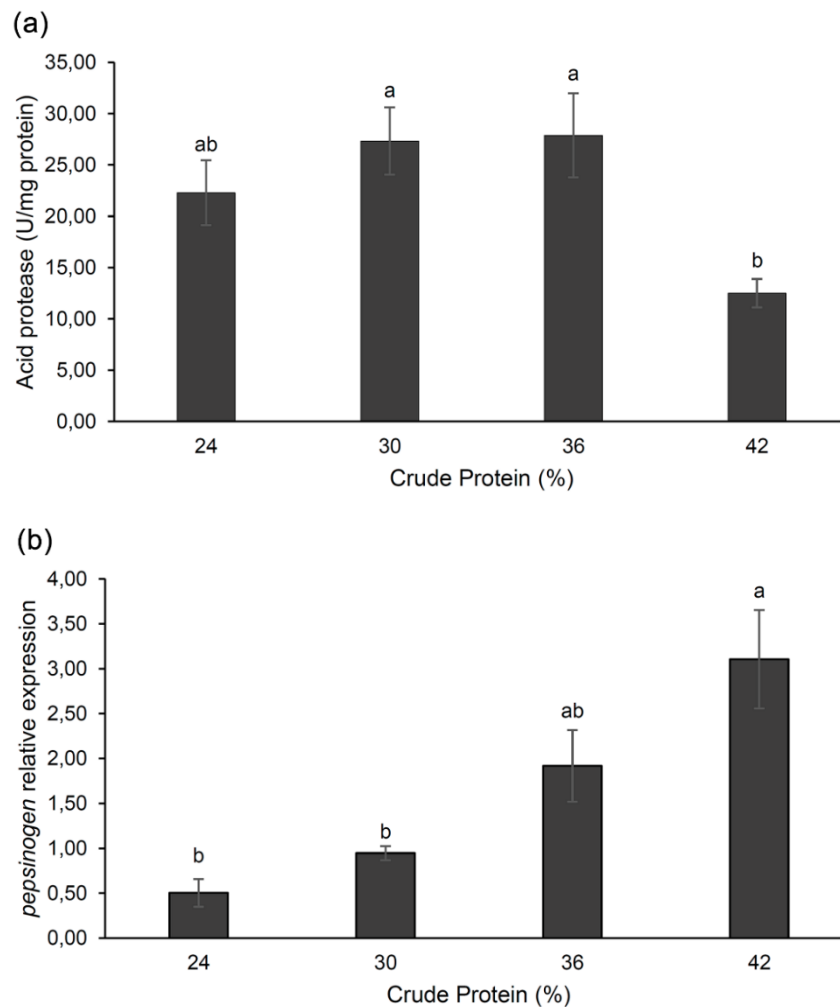 (a)
Acid protease (U/mg protein)
35,00
30,00
25,00
20,00
15,00
10,00
5,00
0,00
ab
a
a
b
24 30 36 42
Crude Protein (%)
(b)
pepsinogen relative expression
4,00
3,50
3,00
2,50
2,00
1,50
1,00
0,50
0,00
b
b
ab
a
24 30 36 42
Crude Protein (%)